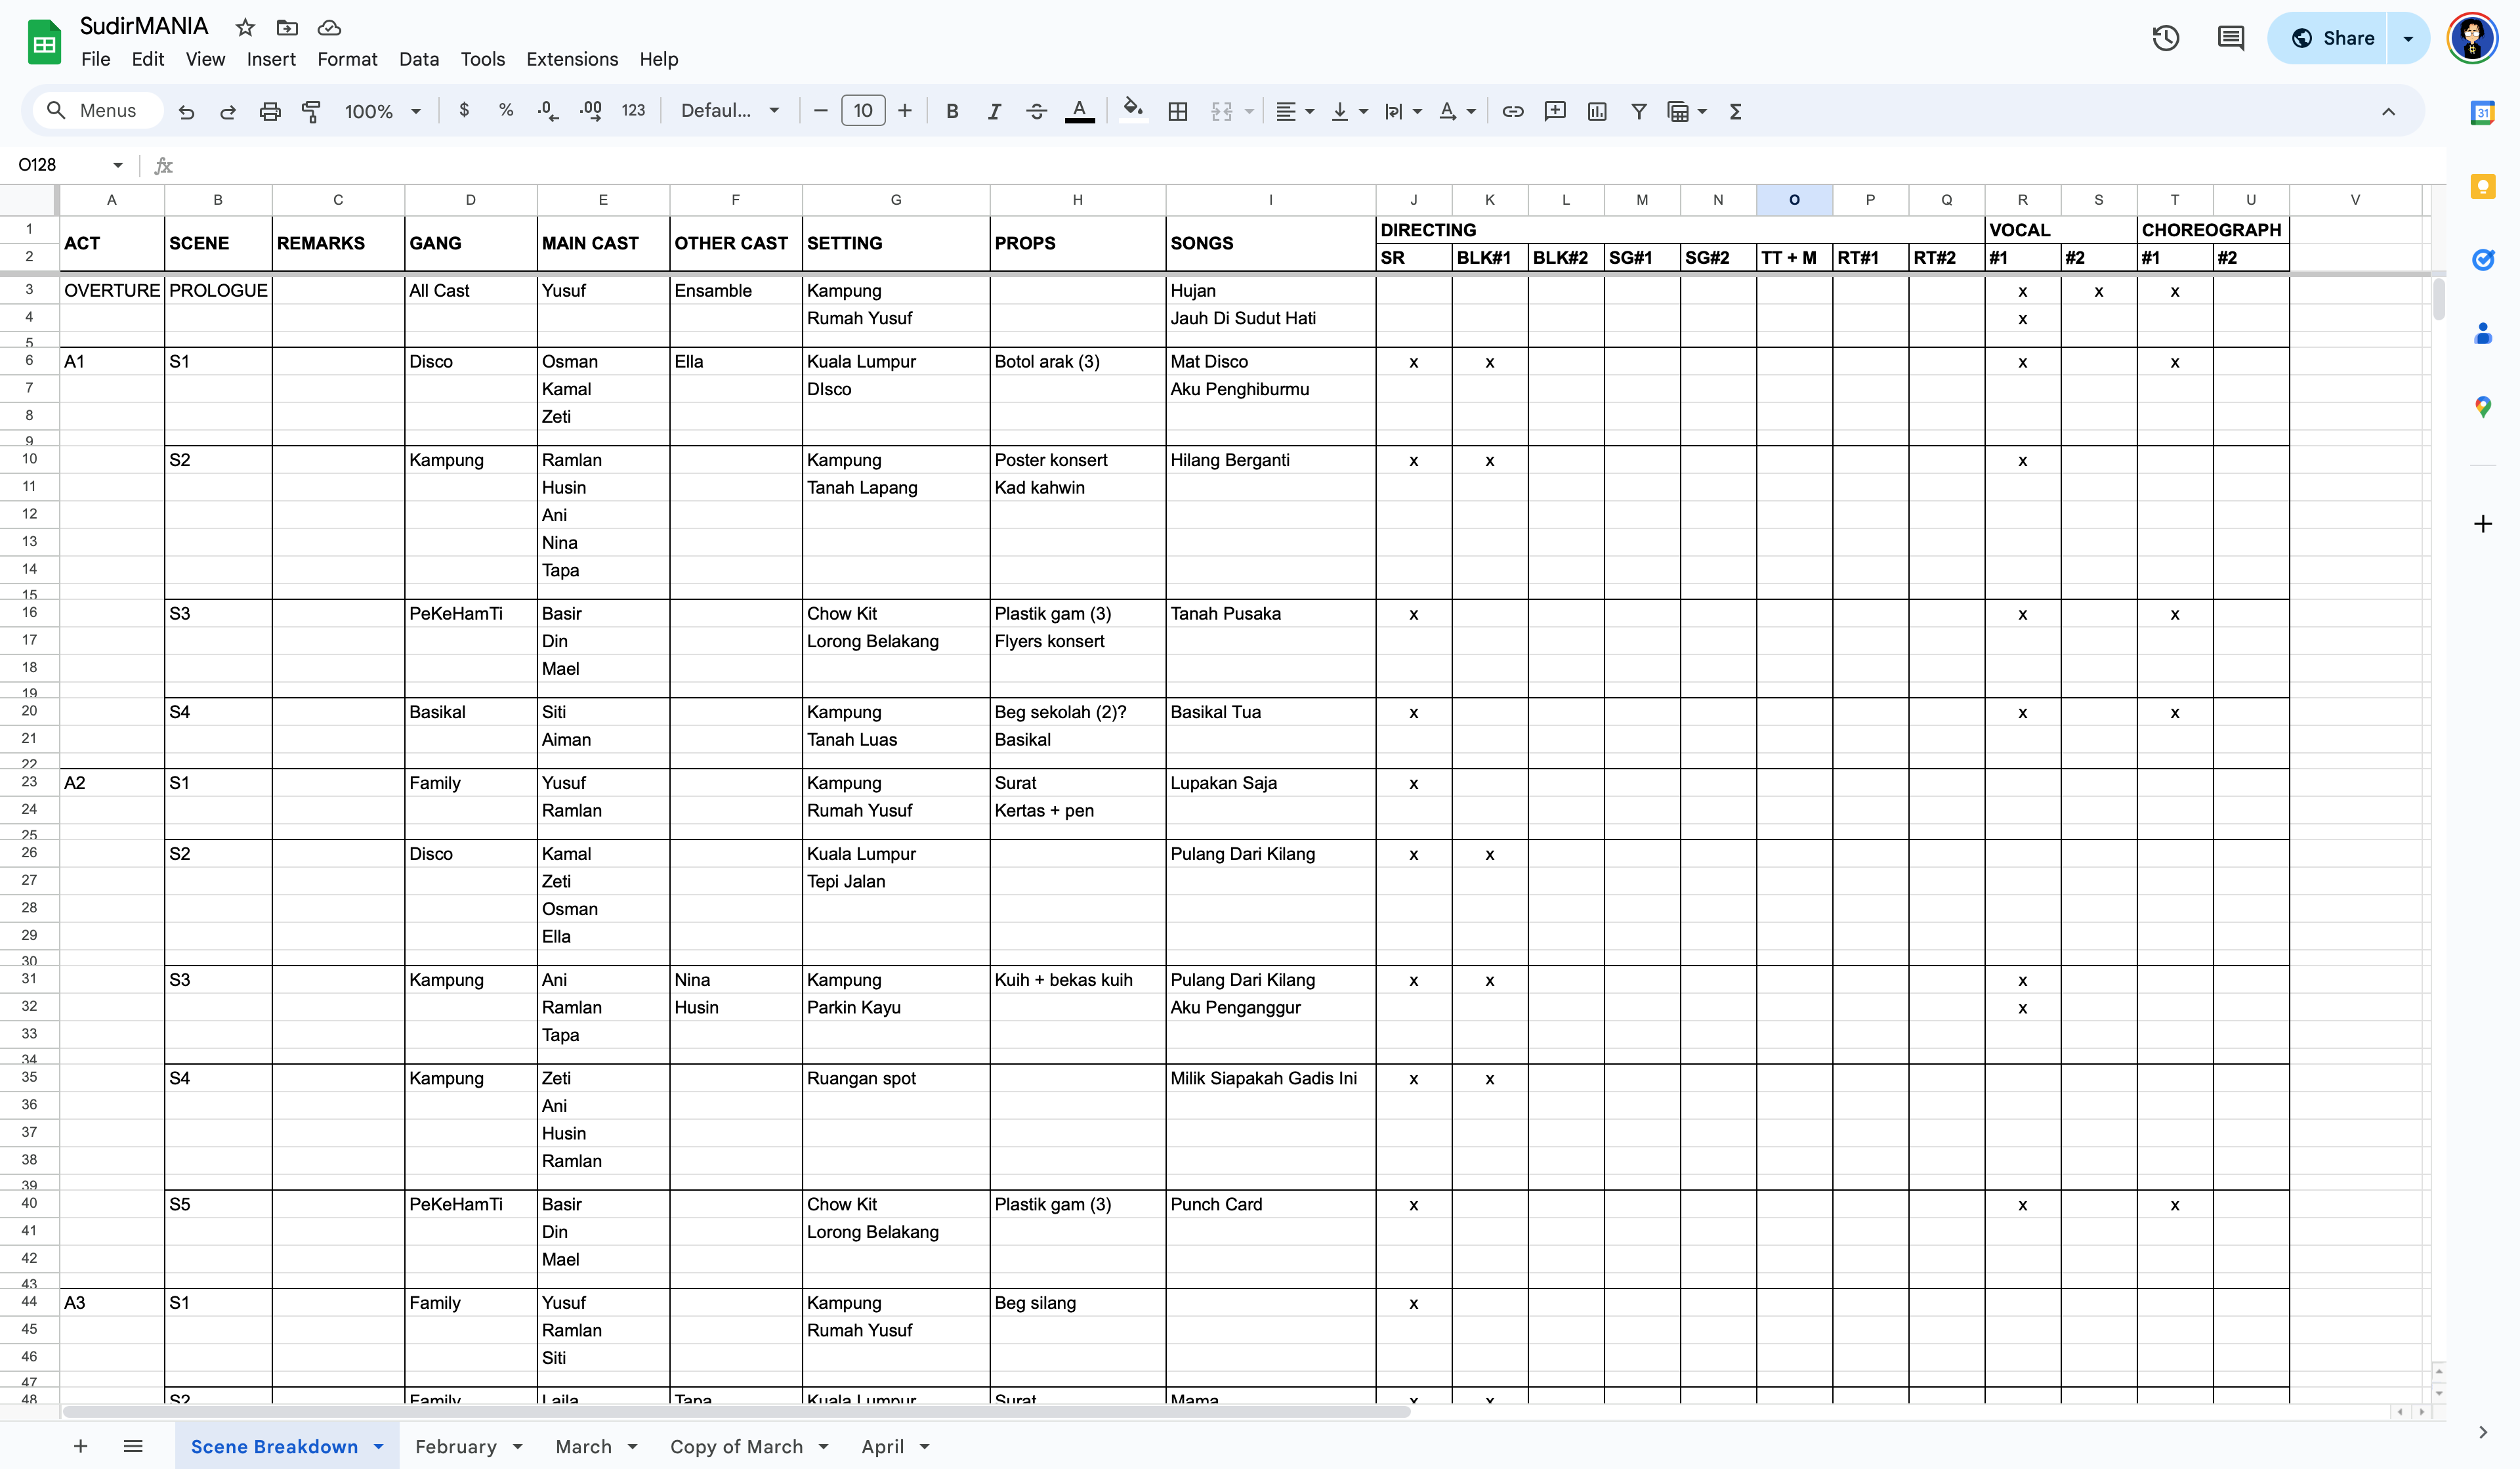 SudirMANIA
File Edit View Insert Format Data Tools Extensions Help
Share
Menus 100% $ % .0 .00 123 Defaul... 10 B I A Σ
31
O128 fx
A B C D E F G H I J K L M N O P Q R S T U V
1 DIRECTING VOCAL CHOREOGRAPH
ACT SCENE REMARKS GANG MAIN CAST OTHER CAST SETTING PROPS SONGS
2 SR BLK#1 BLK#2 SG#1 SG#2 TT + M RT#1 RT#2 #1 #2 #1 #2
3 OVERTURE PROLOGUE All Cast Yusuf Ensamble Kampung Hujan x x x
4 Rumah Yusuf Jauh Di Sudut Hati x
5
6 A1 S1 Disco Osman Ella Kuala Lumpur Botol arak (3) Mat Disco x x x x
7 Kamal DIsco Aku Penghiburmu
8 Zeti
9
10 S2 Kampung Ramlan Kampung Poster konsert Hilang Berganti x x x
11 Husin Tanah Lapang Kad kahwin
12 Ani
13 Nina
14 Tapa
15
16 S3 PeKeHamTi Basir Chow Kit Plastik gam (3) Tanah Pusaka x x x
17 Din Lorong Belakang Flyers konsert
18 Mael
19
20 S4 Basikal Siti Kampung Beg sekolah (2)? Basikal Tua x x x
21 Aiman Tanah Luas Basikal
22
23 A2 S1 Family Yusuf Kampung Surat Lupakan Saja x
24 Ramlan Rumah Yusuf Kertas + pen
25
26 S2 Disco Kamal Kuala Lumpur Pulang Dari Kilang x x
27 Zeti Tepi Jalan
28 Osman
29 Ella
30
31 S3 Kampung Ani Nina Kampung Kuih + bekas kuih Pulang Dari Kilang x x x
32 Ramlan Husin Parkin Kayu Aku Penganggur x
33 Tapa
34
35 S4 Kampung Zeti Ruangan spot Milik Siapakah Gadis Ini x x
36 Ani
37 Husin
38 Ramlan
39
40 S5 PeKeHamTi Basir Chow Kit Plastik gam (3) Punch Card x x x
41 Din Lorong Belakang
42 Mael
43
44 A3 S1 Family Yusuf Kampung Beg silang x
45 Ramlan Rumah Yusuf
46 Siti
47
48 S2 Family Laila Tapa Kuala Lumpur Surat Mama x x
Scene Breakdown February March Copy of March April